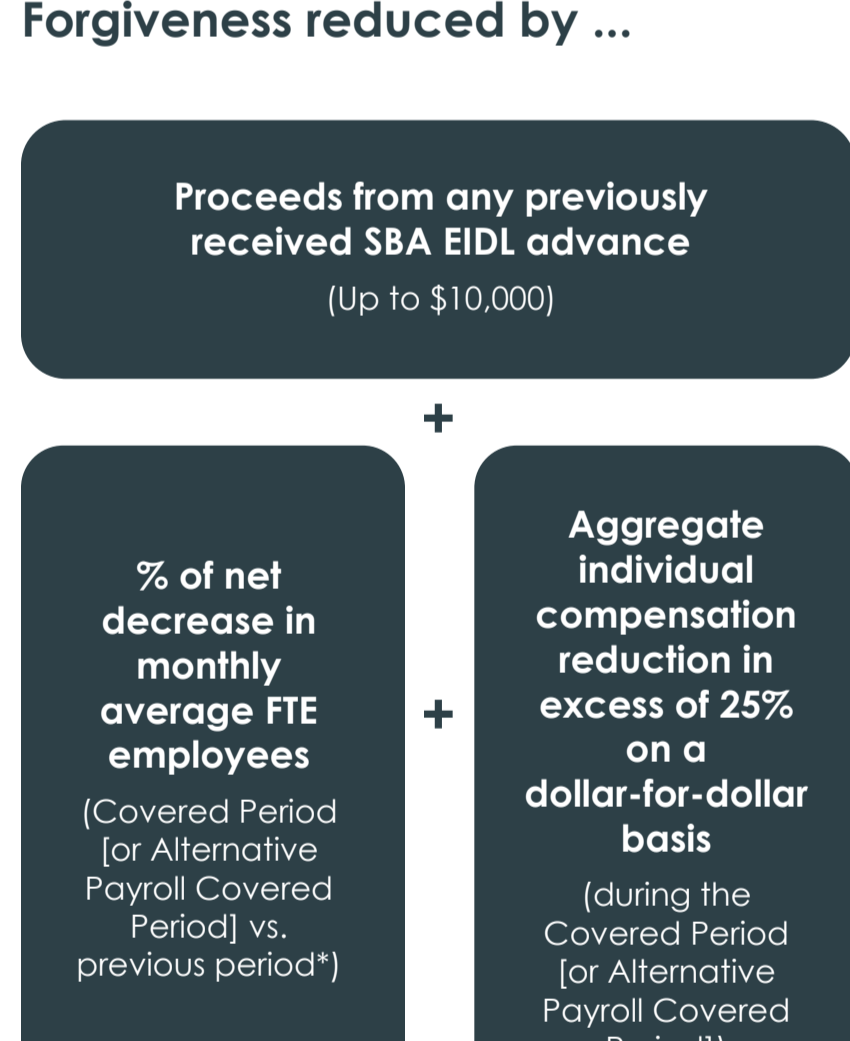 Forgiveness reduced by ...
Proceeds from any previously
received SBA EIDL advance
(Up to $10,000)
+
% of net
decrease in
monthly
average FTE
employees
(Covered Period
[or Alternative
Payroll Covered
Period] vs.
previous period*)
+
Aggregate
individual
compensation
reduction in
excess of 25%
on a
dollar-for-dollar
basis
(during the
Covered Period
[or Alternative
Payroll Covered